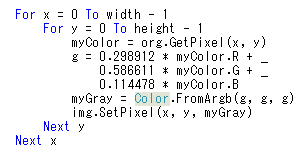 For x = 0 To width - 1
    For y = 0 To height - 1
        myColor = org.GetPixel(x, y)
        g = 0.298912 * myColor.R + _
            0.586611 * myColor.G + _
            0.114478 * myColor.B
        myGray = Color.FromArgb(g, g, g)
        img.SetPixel(x, y, myGray)
    Next y
Next x